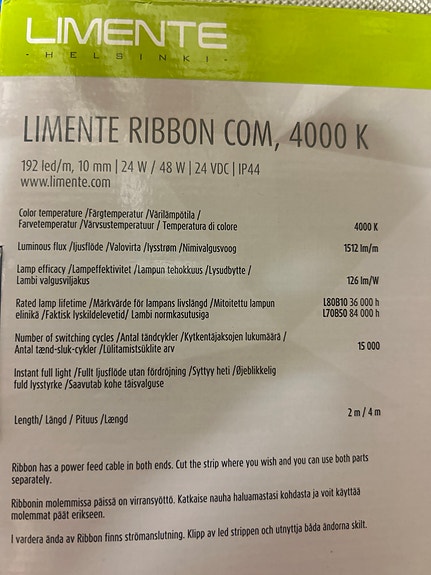 LIMENTE
- HELSINKI -
LIMENTE RIBBON COM, 4000 K
192 led/m, 10 mm | 24 W / 48 W | 24 VDC | IP44
www.limente.com
Color temperature /Färgtemperatur /Värilämpötila /
Farvetemperatur /Värvsustemperatuur / Temperatura di colore 4000 K
Luminous flux /ljusflöde /Valovirta /lysstrøm /Nimivalgusvoog 1512 lm/m
Lamp efficacy /Lampeffektivitet /Lampun tehokkuus /Lysudbytte /
Lambi valgusviljakus 126 lm/W
Rated lamp lifetime /Märkvärde för lampans livslängd /Mitoitettu lampun L80B10 36 000 h
elinikä /Faktisk lyskildelevetid/ Lambi normkasutusiga L70B50 84 000 h
Number of switching cycles /Antal tändcykler /Kytkentäjaksojen lukumäärä /
Antal tænd-sluk-cykler /Lülitamistsüklite arv 15 000
Instant full light /Fullt ljusflöde utan fördröjning /Syttyy heti /Øjeblikkelig
fuld lysstyrke /Saavutab kohe täisvalguse
Length/ Längd / Pituus /Længd 2 m / 4 m
Ribbon has a power feed cable in both ends. Cut the strip where you wish and you can use both parts
separately.
Ribbonin molemmissa päissä on virransyöttö. Katkaise nauha haluamastasi kohdasta ja voit käyttää
molemmat päät erikseen.
I vardera ända av Ribbon finns strömanslutning. Klipp av led strippen och utnyttja båda ändorna skilt.